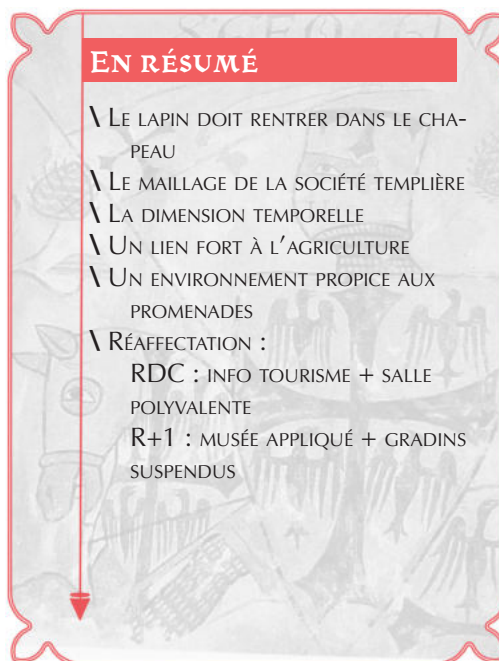 En résumé
\ Le lapin doit rentrer dans le cha-
peau
\ Le maillage de la société templière
\ La dimension temporelle
\ Un lien fort à l'agriculture
\ Un environnement propice aux
promenades
\ Réaffectation :
RDC : info tourisme + salle
polyvalente
R+1 : musée appliqué + gradins
suspendus